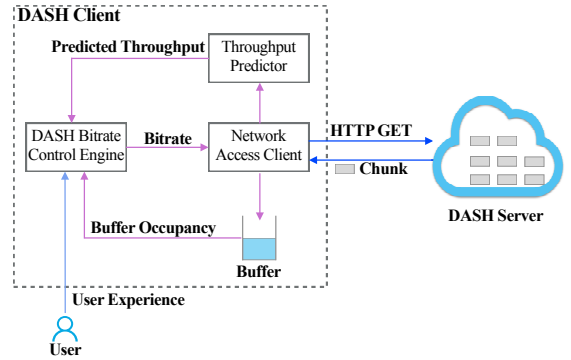 DASH Client
Predicted Throughput
Throughput
Predictor
DASH Bitrate
Control Engine
Bitrate
Network
Access Client
HTTP GET
Chunk
DASH Server
Buffer Occupancy
Buffer
User Experience
User